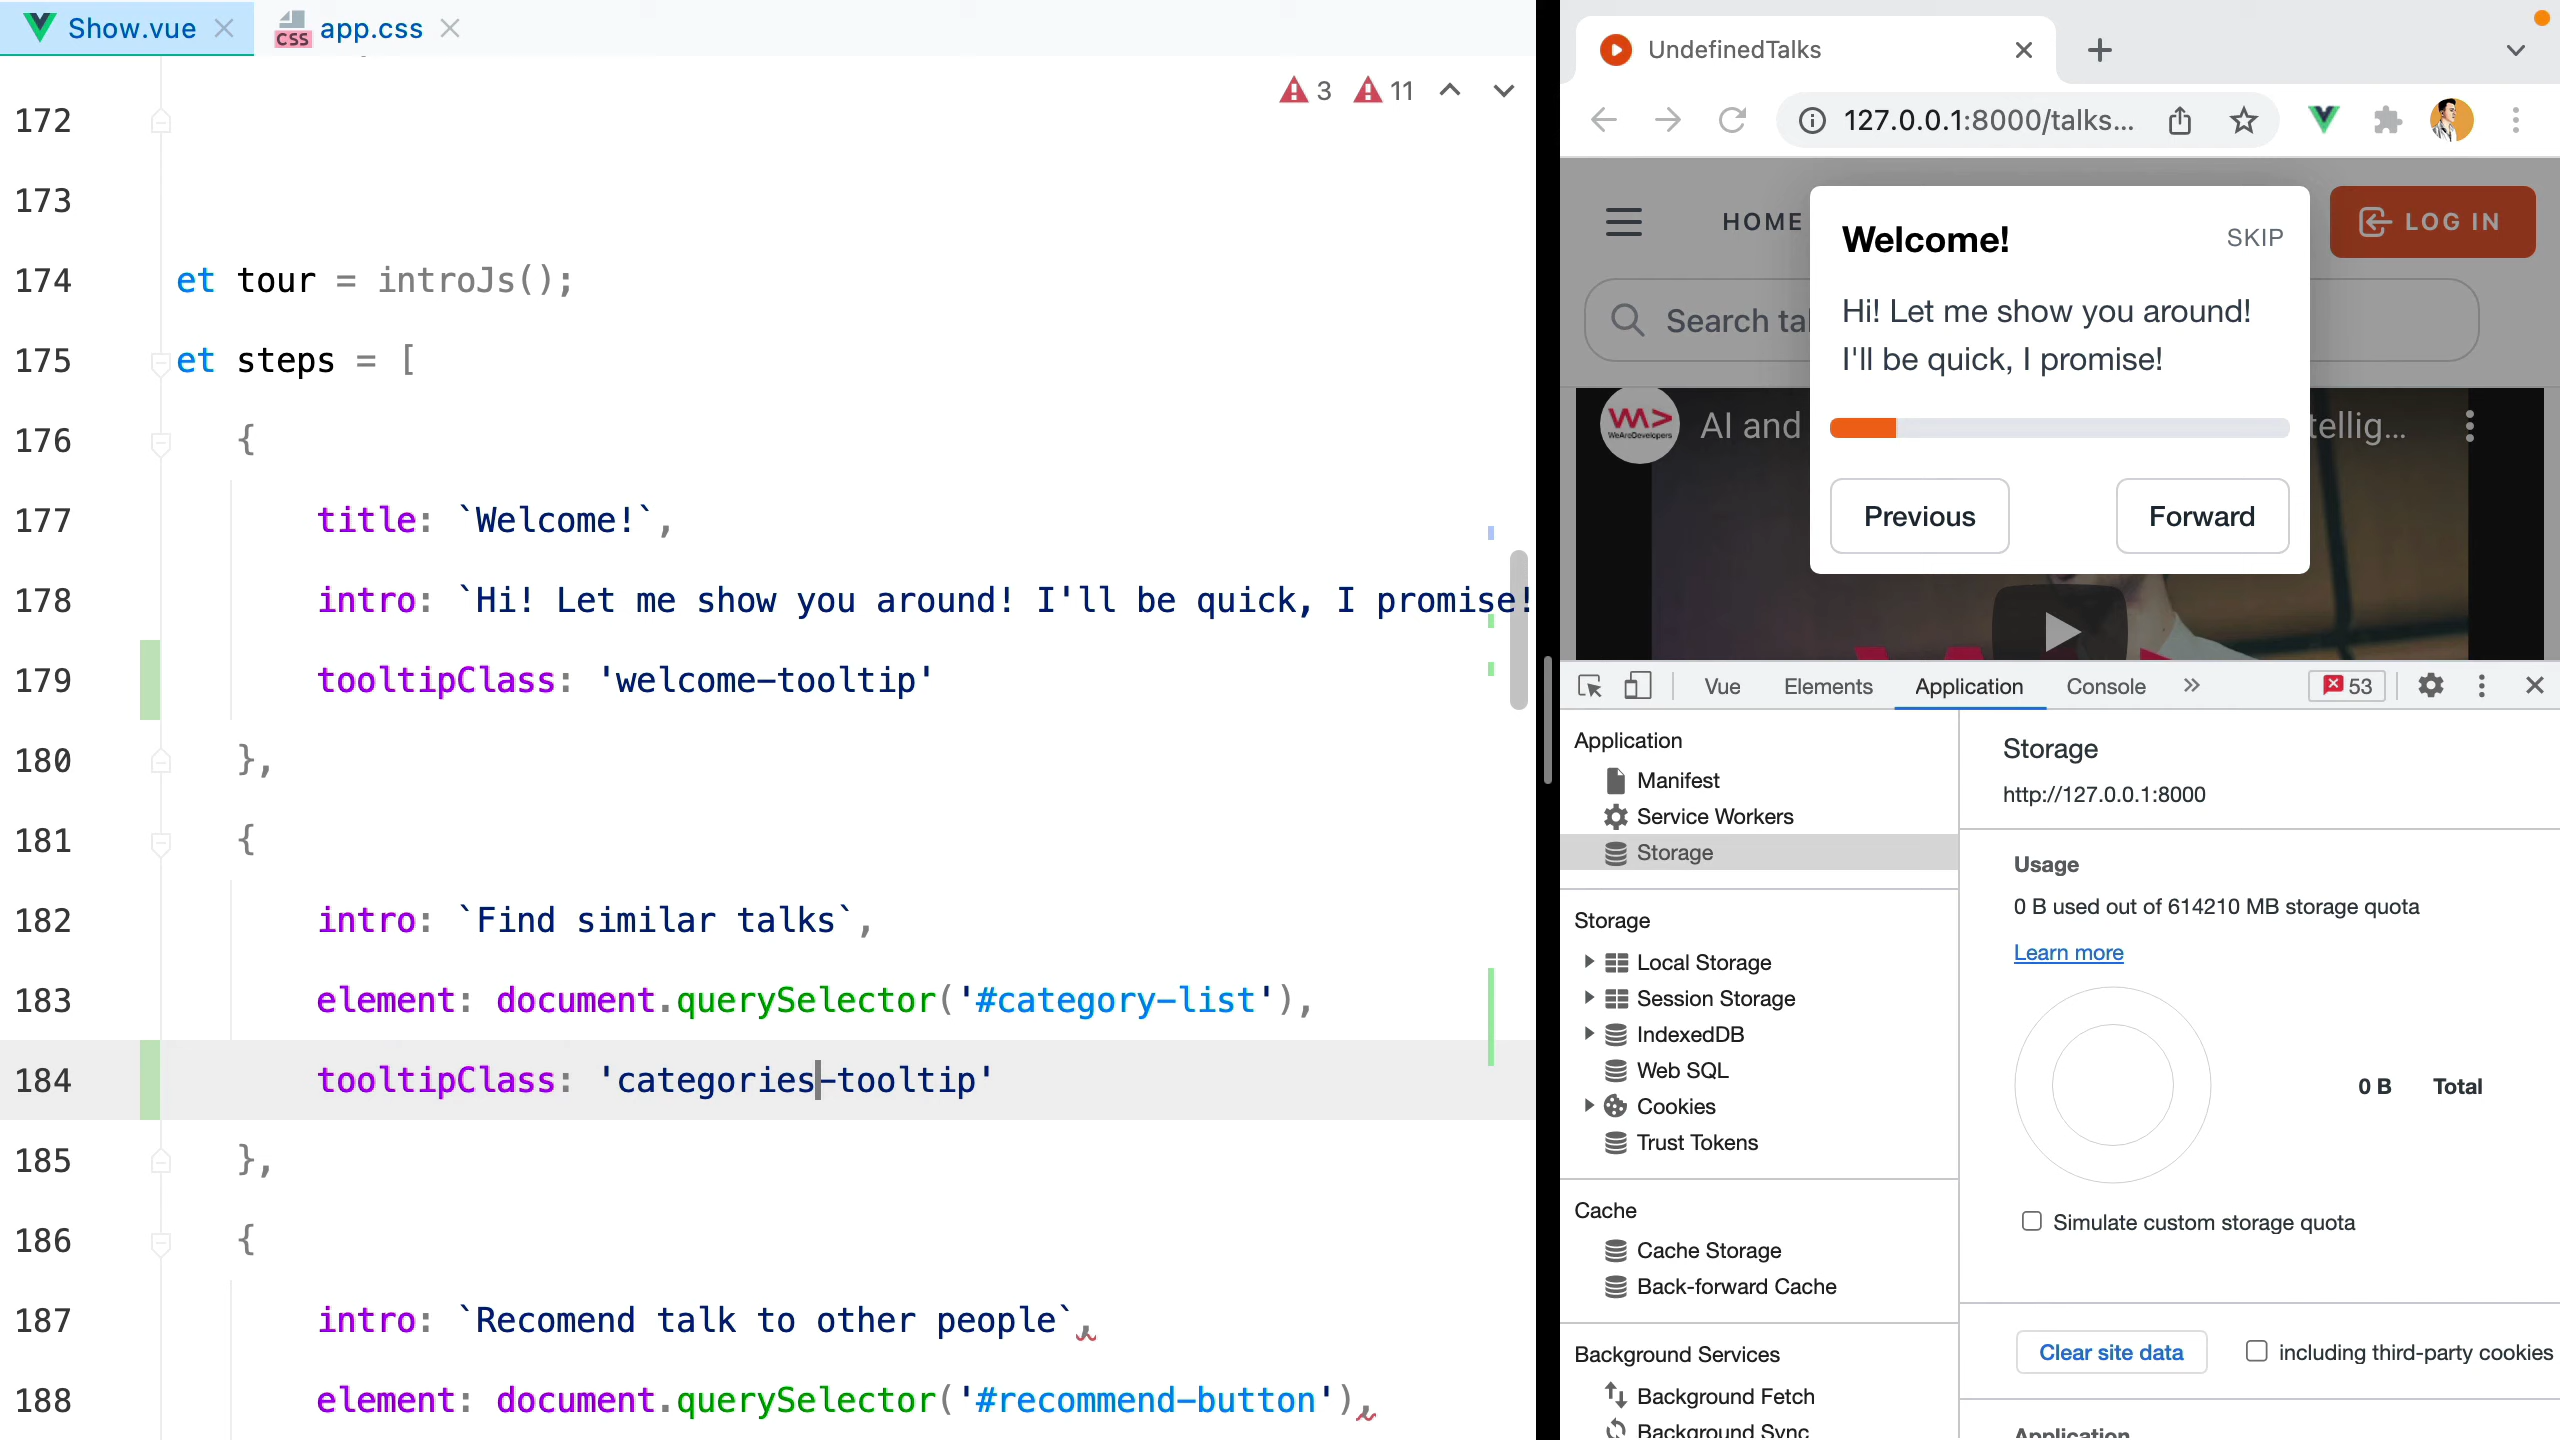 Show.vue
CSS app.css
3 11
172
173
174 et tour = introJs();
175 et steps = [
176 {
177 title: `Welcome!`,
178 intro: `Hi! Let me show you around! I'll be quick, I promise!
179 tooltipClass: 'welcome-tooltip'
180 },
181 {
182 intro: `Find similar talks`,
183 element: document.querySelector('#category-list'),
184 tooltipClass: 'categories-tooltip'
185 },
186 {
187 intro: `Recomend talk to other people`,
188 element: document.querySelector('#recommend-button'),
UndefinedTalks
127.0.0.1:8000/talks...
HOME
LOG IN
Welcome!
SKIP
Search tal
Hi! Let me show you around!
I'll be quick, I promise!
WeAreDevelopers
AI and
tellig...
Previous
Forward
Vue Elements Application Console 53
Application
Manifest
Service Workers
Storage
Storage
Local Storage
Session Storage
IndexedDB
Web SQL
Cookies
Trust Tokens
Cache
Cache Storage
Back-forward Cache
Background Services
Background Fetch
Background Sync
Storage
http://127.0.0.1:8000
Usage
0 B used out of 614210 MB storage quota
Learn more
0 B Total
Simulate custom storage quota
Clear site data
including third-party cookies
Application